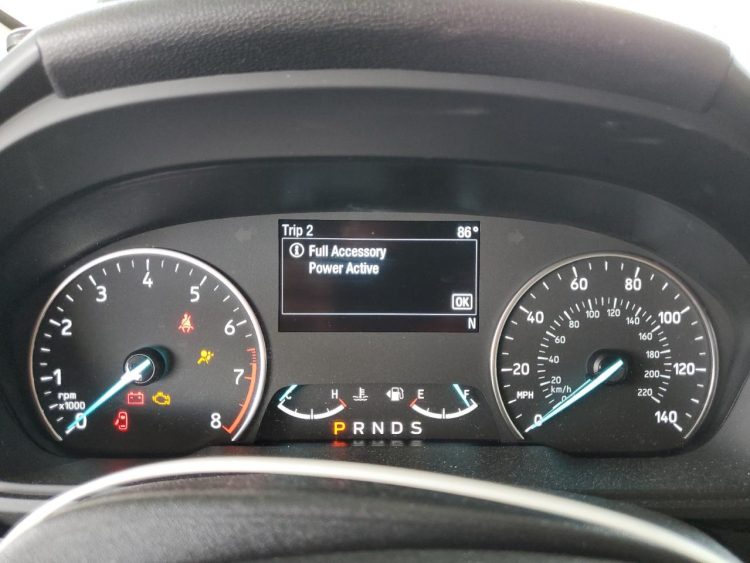 Trip 2 86°
Full Accessory
Power Active
OK
N
0 1 2 3 4 5 6 7 8
rpm
x1000
C H E F
P R N D S
0 20 40 60 80 100 120 140
MPH
0 20 40 60 80 100 120 140 160 180 200 220
km/h